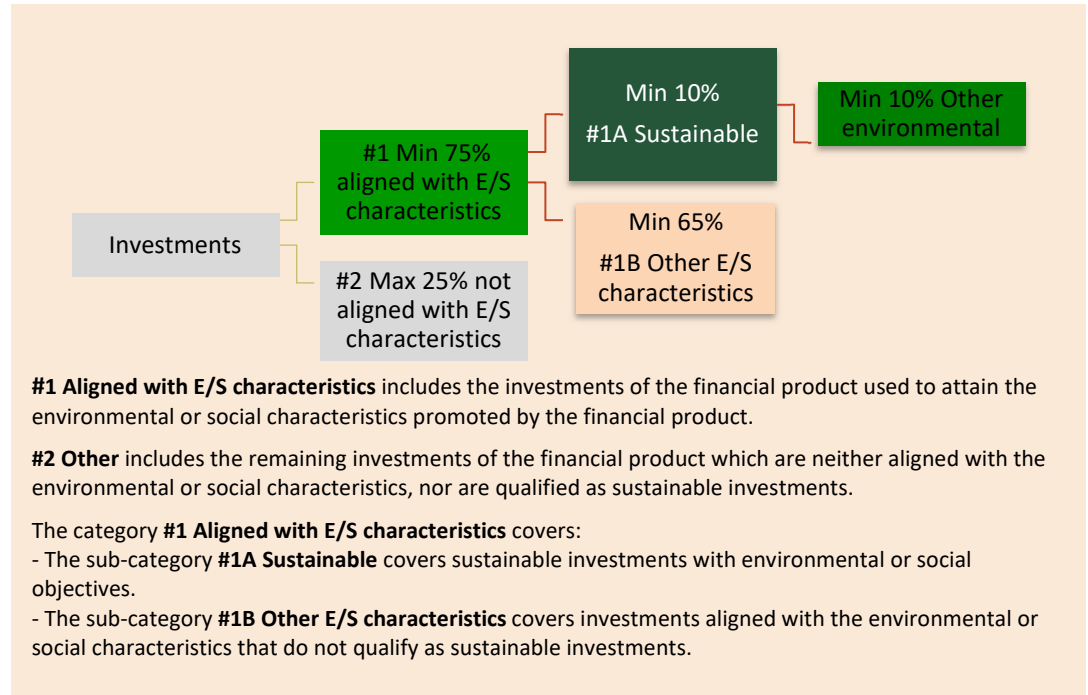 Min 10%
#1A Sustainable
Min 10% Other
environmental
#1 Min 75%
aligned with E/S
characteristics
Min 65%
#1B Other E/S
characteristics
Investments
#2 Max 25% not
aligned with E/S
characteristics
#1 Aligned with E/S characteristics includes the investments of the financial product used to attain the
environmental or social characteristics promoted by the financial product.
#2 Other includes the remaining investments of the financial product which are neither aligned with the
environmental or social characteristics, nor are qualified as sustainable investments.
The category #1 Aligned with E/S characteristics covers:
- The sub-category #1A Sustainable covers sustainable investments with environmental or social
objectives.
- The sub-category #1B Other E/S characteristics covers investments aligned with the environmental or
social characteristics that do not qualify as sustainable investments.